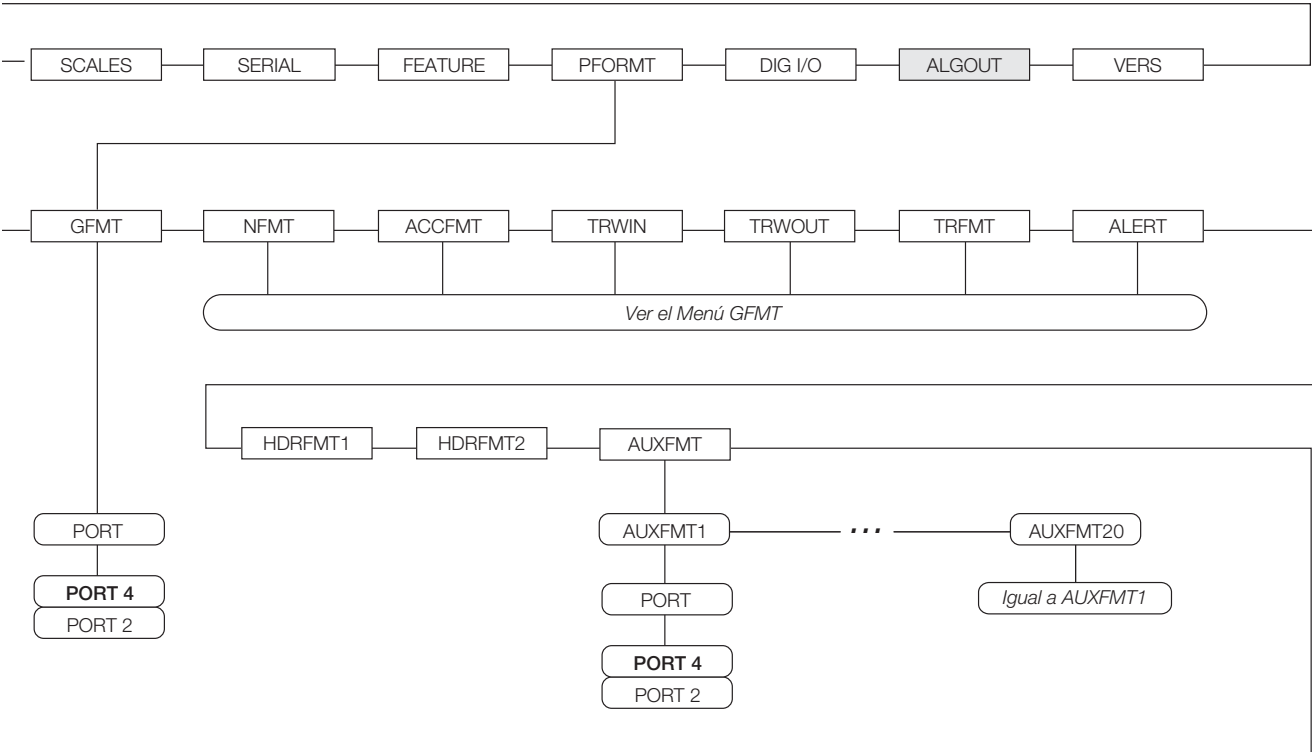 SCALES
SERIAL
FEATURE
PFORMT
DIG I/O
ALGOUT
VERS
GFMT
NFMT
ACCFMT
TRWIN
TRWOUT
TRFMT
ALERT
Ver el Menú GFMT
HDRFMT1
HDRFMT2
AUXFMT
PORT
AUXFMT1
...
AUXFMT20
PORT 4
PORT 2
PORT
Igual a AUXFMT1
PORT 4
PORT 2